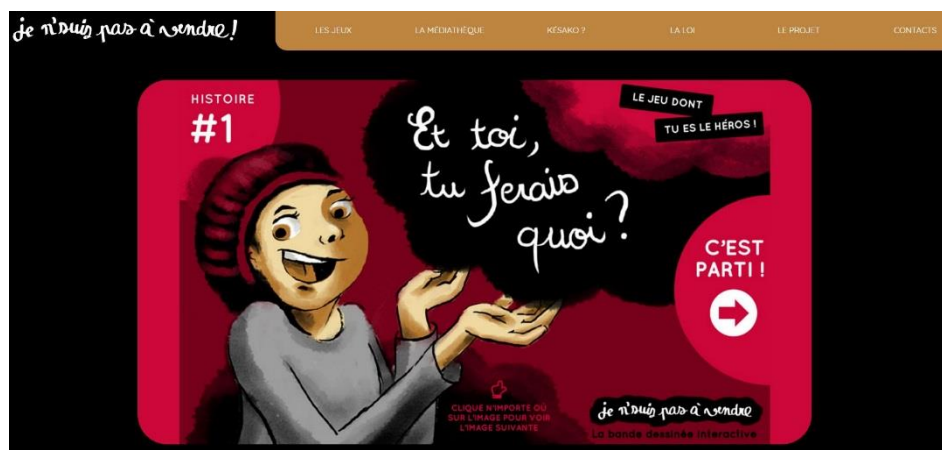 je n'suis pas à vendre!
LES JEUX
LA MÉDIATHÈQUE
KÉSAKO ?
LA LOI
LE PROJET
CONTACTS
HISTOIRE
#1
Et toi,
tu ferais
quoi ?
LE JEU DONT
TU ES LE HÉROS !
C'EST
PARTI !
CLIQUE N'IMPORTE OÙ
SUR L'IMAGE POUR VOIR
L'IMAGE SUIVANTE
je n'suis pas à vendre
La bande dessinée interactive